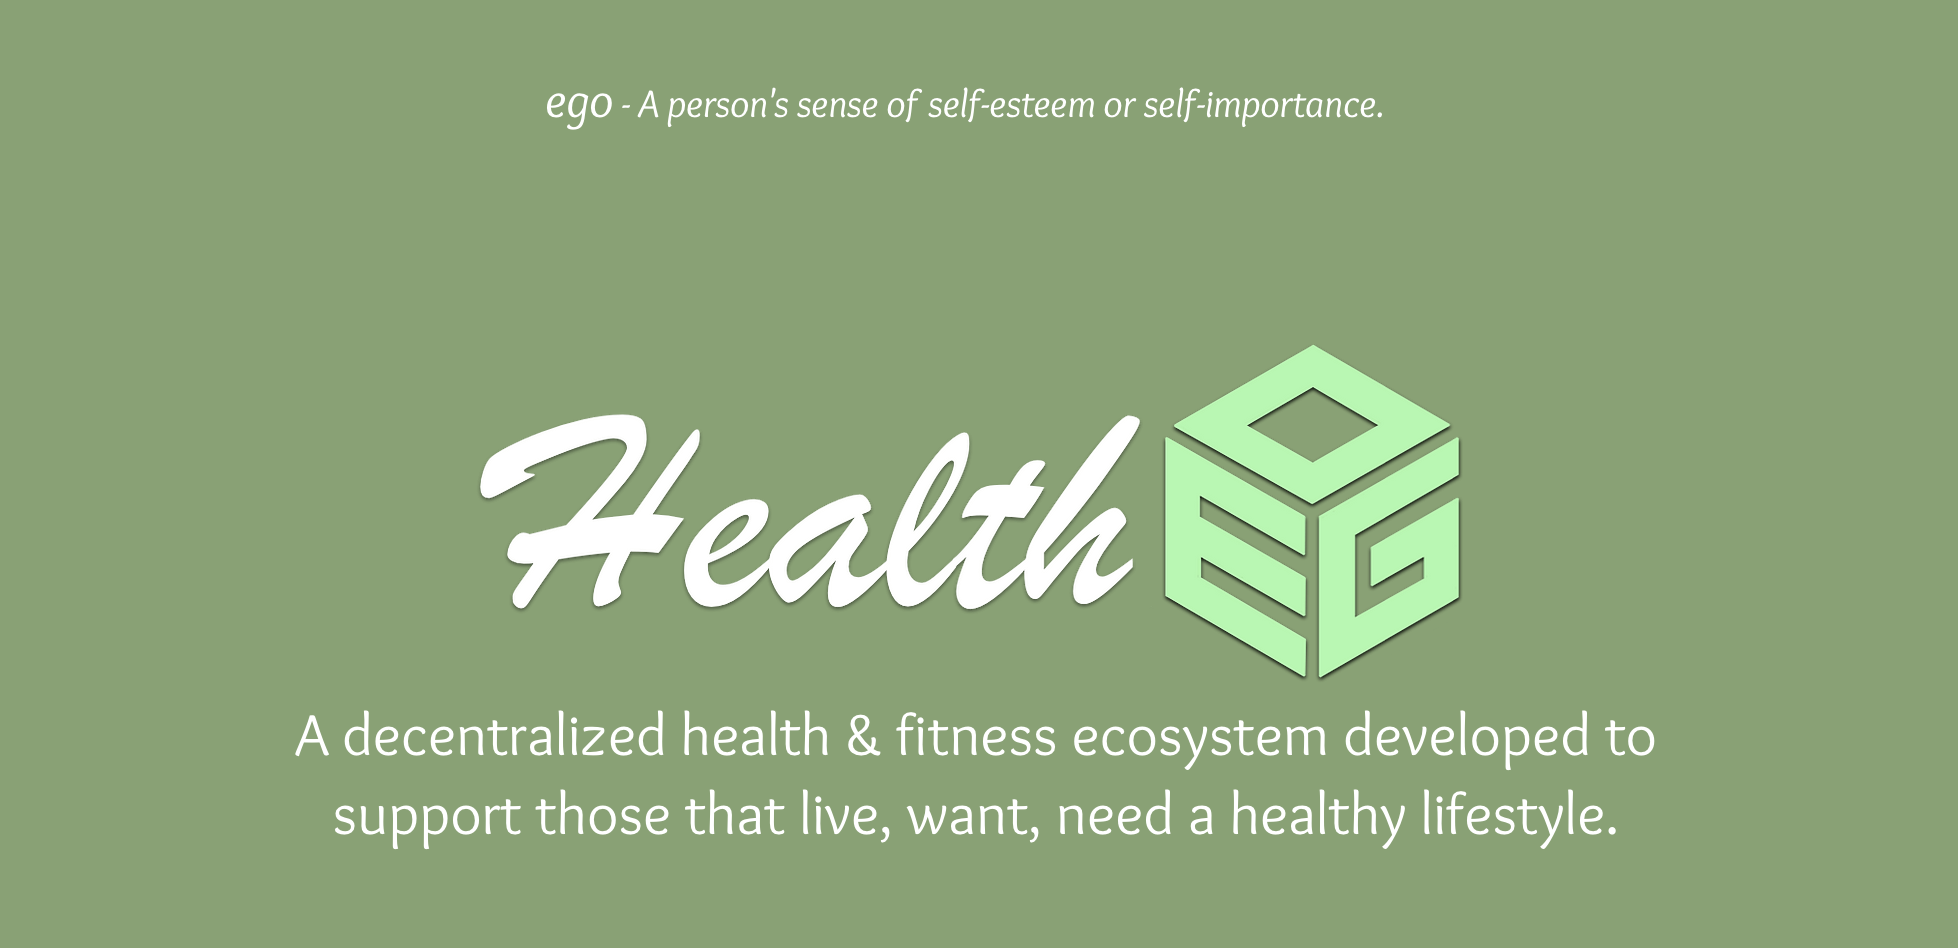 ego - A person's sense of self-esteem or self-importance.
Health EGO
A decentralized health & fitness ecosystem developed to
support those that live, want, need a healthy lifestyle.